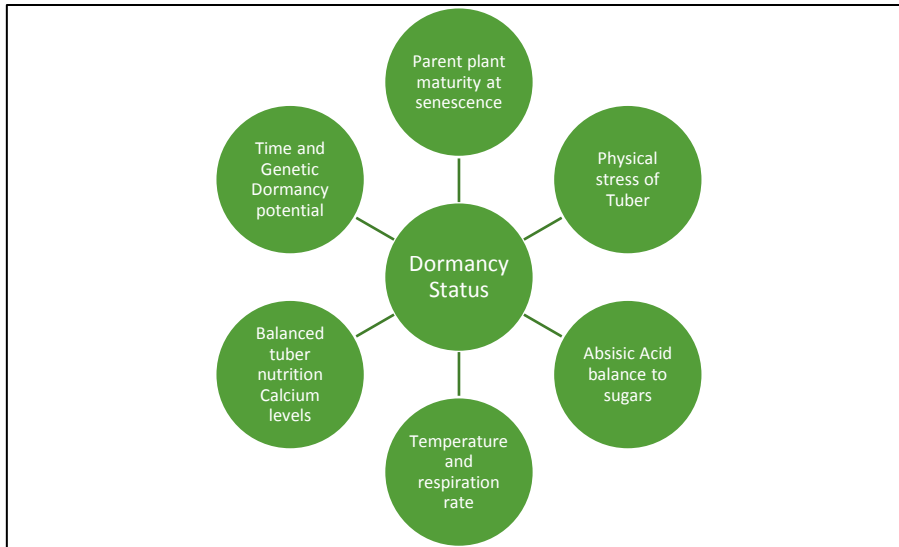 Parent plant
maturity at
senescence
Physical
stress of
Tuber
Absisic Acid
balance to
sugars
Temperature
and
respiration
rate
Balanced
tuber
nutrition
Calcium
levels
Time and
Genetic
Dormancy
potential
Dormancy
Status